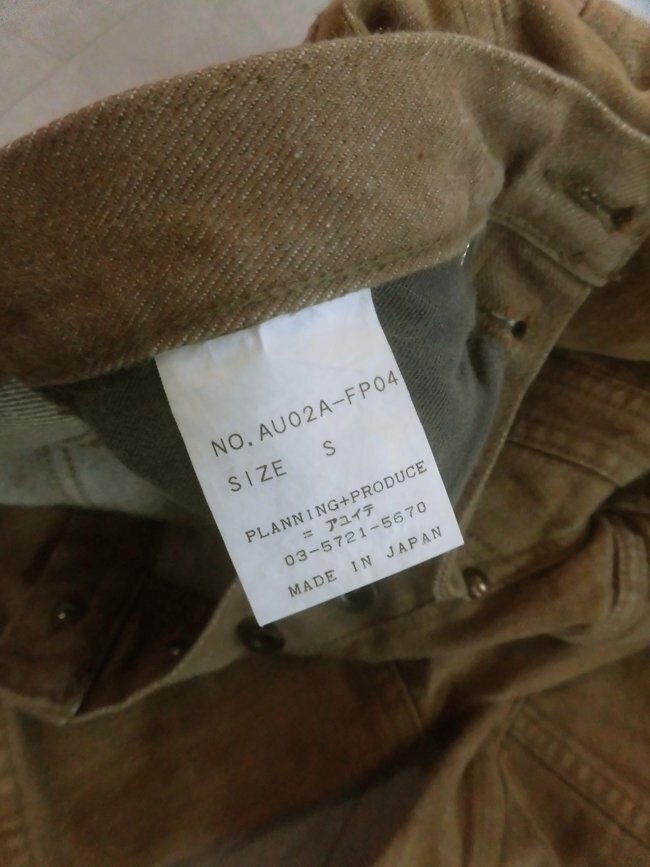 NO. AU02A-FP04
SIZE S
PLANNING+PRODUCE
= アユイテ
03-5721-5670
MADE IN JAPAN